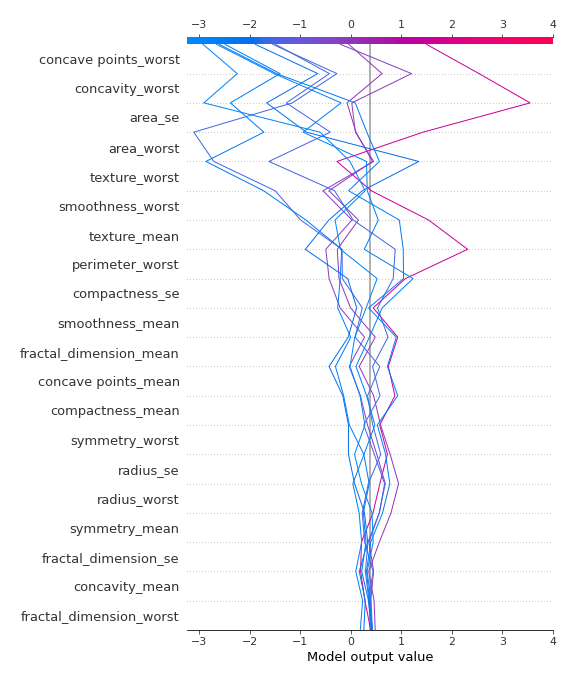 −3 −2 −1 0 1 2 3 4
concave points_worst
concavity_worst
area_se
area_worst
texture_worst
smoothness_worst
texture_mean
perimeter_worst
compactness_se
smoothness_mean
fractal_dimension_mean
concave points_mean
compactness_mean
symmetry_worst
radius_se
radius_worst
symmetry_mean
fractal_dimension_se
concavity_mean
fractal_dimension_worst
−3 −2 −1 0 1 2 3 4
Model output value